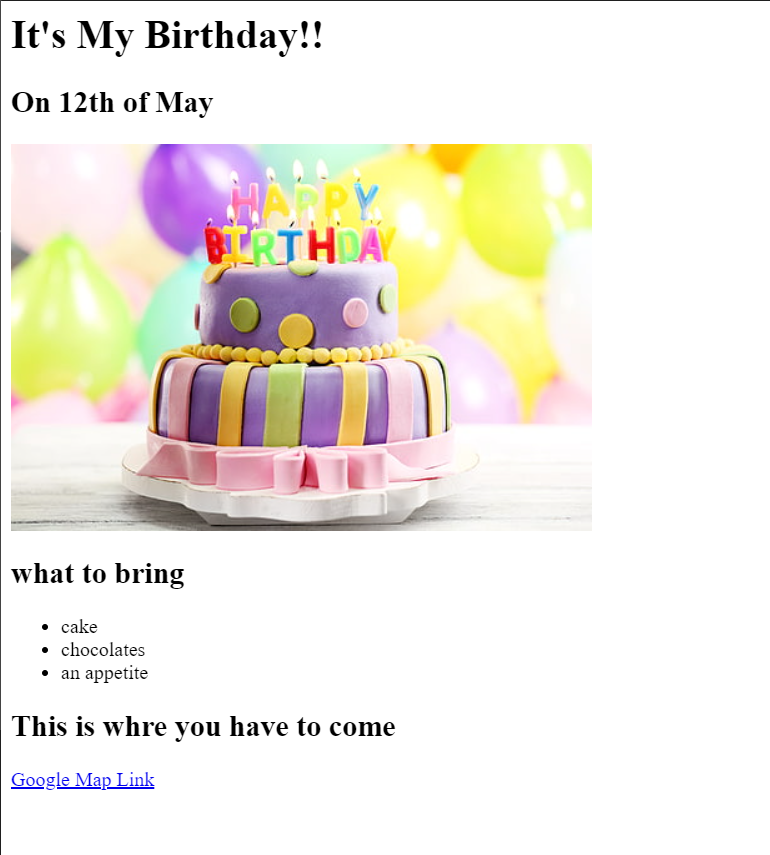 It's My Birthday!!
On 12th of May
HAPPY
BIRTHDAY
what to bring
cake
chocolates
an appetite
This is whre you have to come
Google Map Link